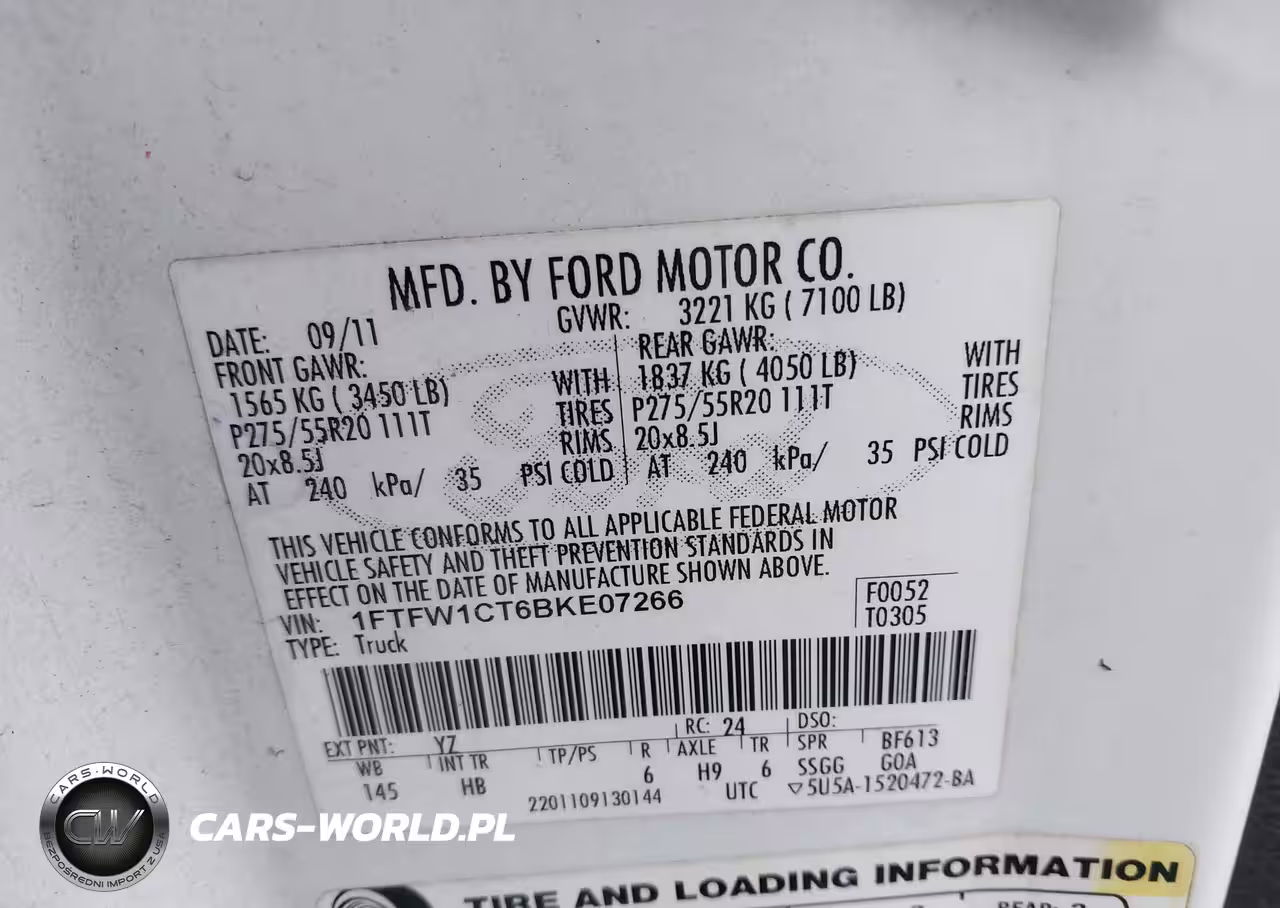 MFD. BY FORD MOTOR CO.
DATE: 09/11 GVWR: 3221 KG ( 7100 LB)
FRONT GAWR: REAR GAWR:
1565 KG ( 3450 LB) WITH 1837 KG ( 4050 LB) WITH
P275/55R20 111T TIRES P275/55R20 111T TIRES
20x8.5J RIMS 20x8.5J RIMS
AT 240 kPa/ 35 PSI COLD AT 240 kPa/ 35 PSI COLD
THIS VEHICLE CONFORMS TO ALL APPLICABLE FEDERAL MOTOR
VEHICLE SAFETY AND THEFT PREVENTION STANDARDS IN
EFFECT ON THE DATE OF MANUFACTURE SHOWN ABOVE.
VIN: 1FTFW1CT6BKE07266 F0052
TYPE: Truck T0305
EXT PNT: YZ RC: 24 DSO:
WB INT TR TP/PS R AXLE TR SPR BF613
145 HB 6 H9 6 SSGG G0A
2201109130144 UTC ▽5U5A-1520472-BA
TIRE AND LOADING INFORMATION
CARS-WORLD
CW
BEZPOŚREDNI IMPORT Z USA
CARS-WORLD.PL